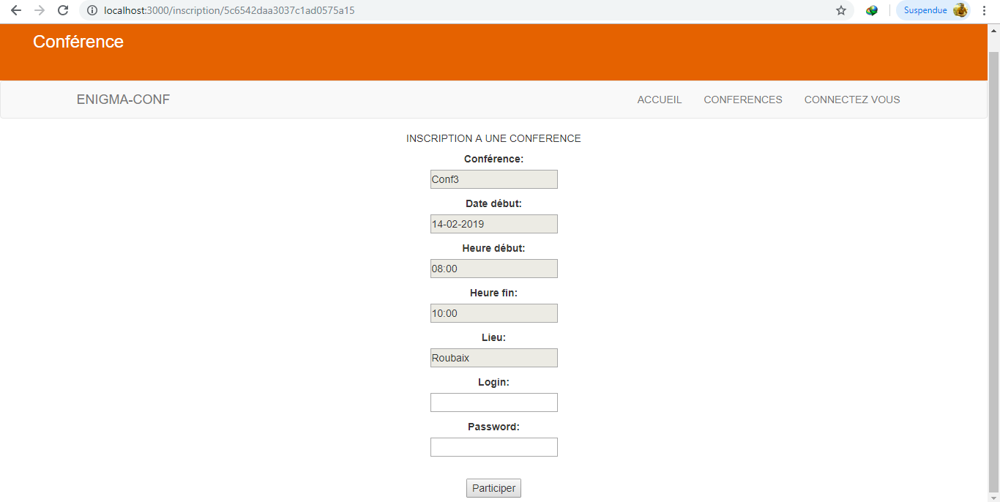 localhost:3000/inscription/5c6542daa3037c1ad0575a15
Suspendue
Conférence
ENIGMA-CONF ACCUEIL CONFERENCES CONNECTEZ VOUS
INSCRIPTION A UNE CONFERENCE
Conférence:
Conf3
Date début:
14-02-2019
Heure début:
08:00
Heure fin:
10:00
Lieu:
Roubaix
Login:
Password:
Participer